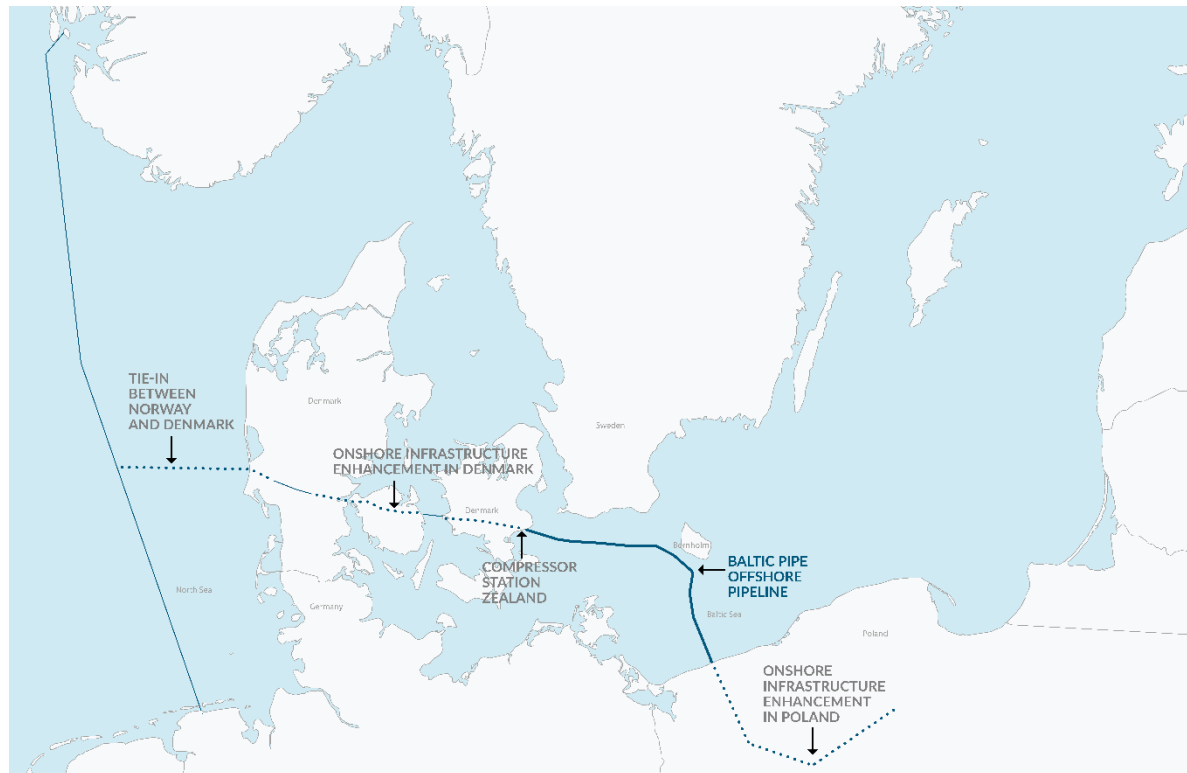 TIE-IN
BETWEEN
NORWAY
AND DENMARK
Denmark
ONSHORE INFRASTRUCTURE
ENHANCEMENT IN DENMARK
Sweden
Denmark
Bornholm
COMPRESSOR
STATION
ZEALAND
BALTIC PIPE
OFFSHORE
PIPELINE
North Sea
Germany
Baltic Sea
Poland
ONSHORE
INFRASTRUCTURE
ENHANCEMENT
IN POLAND